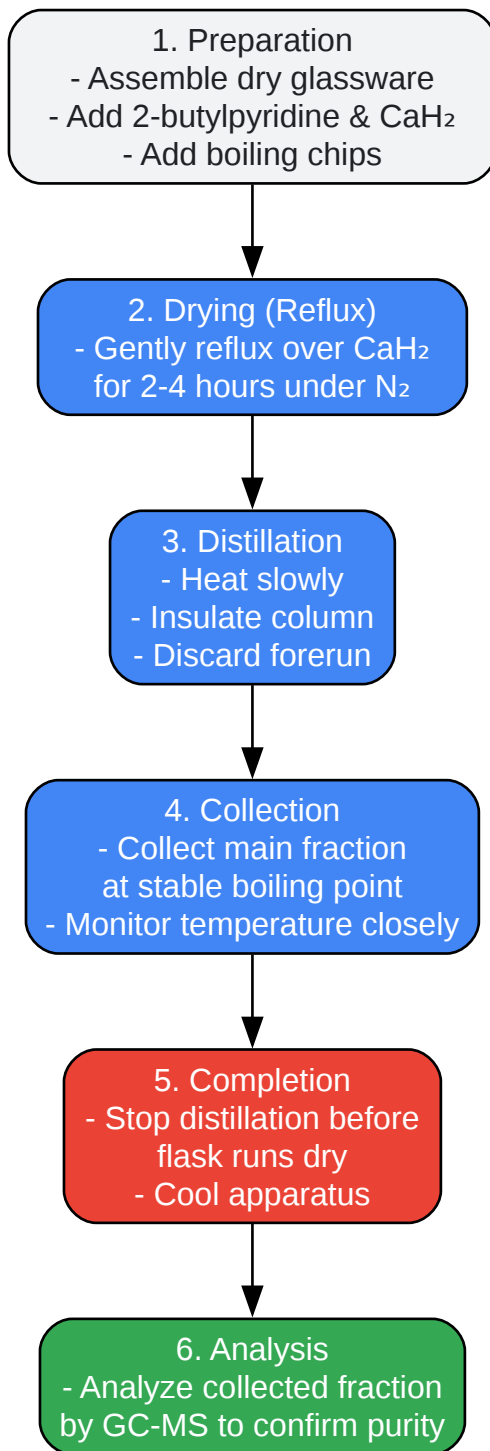 1. Preparation
- Assemble dry glassware
- Add 2-butylpyridine & CaH₂
- Add boiling chips
2. Drying (Reflux)
- Gently reflux over CaH₂
for 2-4 hours under N₂
3. Distillation
- Heat slowly
- Insulate column
- Discard forerun
4. Collection
- Collect main fraction
at stable boiling point
- Monitor temperature closely
5. Completion
- Stop distillation before
flask runs dry
- Cool apparatus
6. Analysis
- Analyze collected fraction
by GC-MS to confirm purity